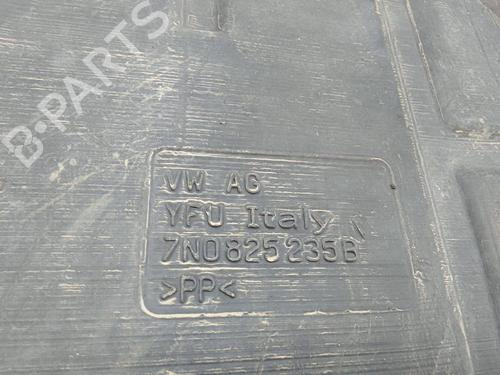 B-PARTS
VW AG
YFU Italy
7N0825235B
>PP<